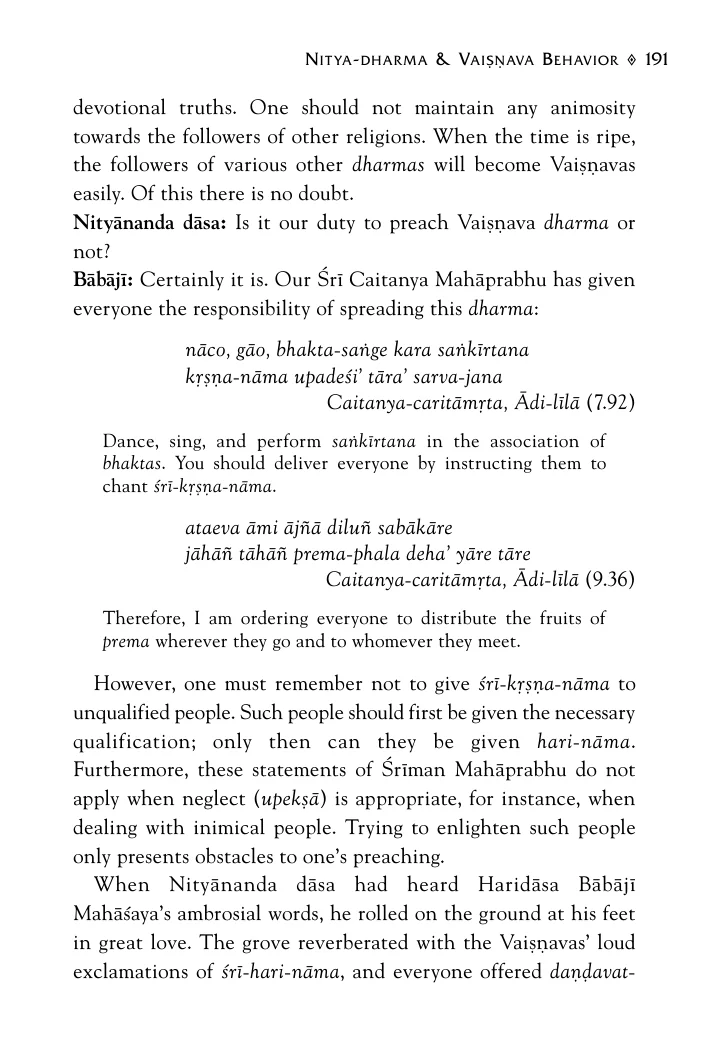 Nitya-dharma & Vaiṣṇava Behavior ◊ 191
devotional truths. One should not maintain any animosity
towards the followers of other religions. When the time is ripe,
the followers of various other dharmas will become Vaiṣṇavas
easily. Of this there is no doubt.
Nityānanda dāsa: Is it our duty to preach Vaiṣṇava dharma or
not?
Bābājī: Certainly it is. Our Śrī Caitanya Mahāprabhu has given
everyone the responsibility of spreading this dharma:
nāco, gāo, bhakta-saṅge kara saṅkīrtana
kṛṣṇa-nāma upadeśi’ tāra’ sarva-jana
Caitanya-caritāmṛta, Ādi-līlā (7.92)
Dance, sing, and perform saṅkīrtana in the association of
bhaktas. You should deliver everyone by instructing them to
chant śrī-kṛṣṇa-nāma.
ataeva āmi ājñā diluñ sabākāre
jāhāñ tāhāñ prema-phala deha’ yāre tāre
Caitanya-caritāmṛta, Ādi-līlā (9.36)
Therefore, I am ordering everyone to distribute the fruits of
prema wherever they go and to whomever they meet.
However, one must remember not to give śrī-kṛṣṇa-nāma to
unqualified people. Such people should first be given the necessary
qualification; only then can they be given hari-nāma.
Furthermore, these statements of Śrīman Mahāprabhu do not
apply when neglect (upekṣā) is appropriate, for instance, when
dealing with inimical people. Trying to enlighten such people
only presents obstacles to one’s preaching.
When Nityānanda dāsa had heard Haridāsa Bābājī
Mahāśaya’s ambrosial words, he rolled on the ground at his feet
in great love. The grove reverberated with the Vaiṣṇavas’ loud
exclamations of śrī-hari-nāma, and everyone offered daṇḍavat-